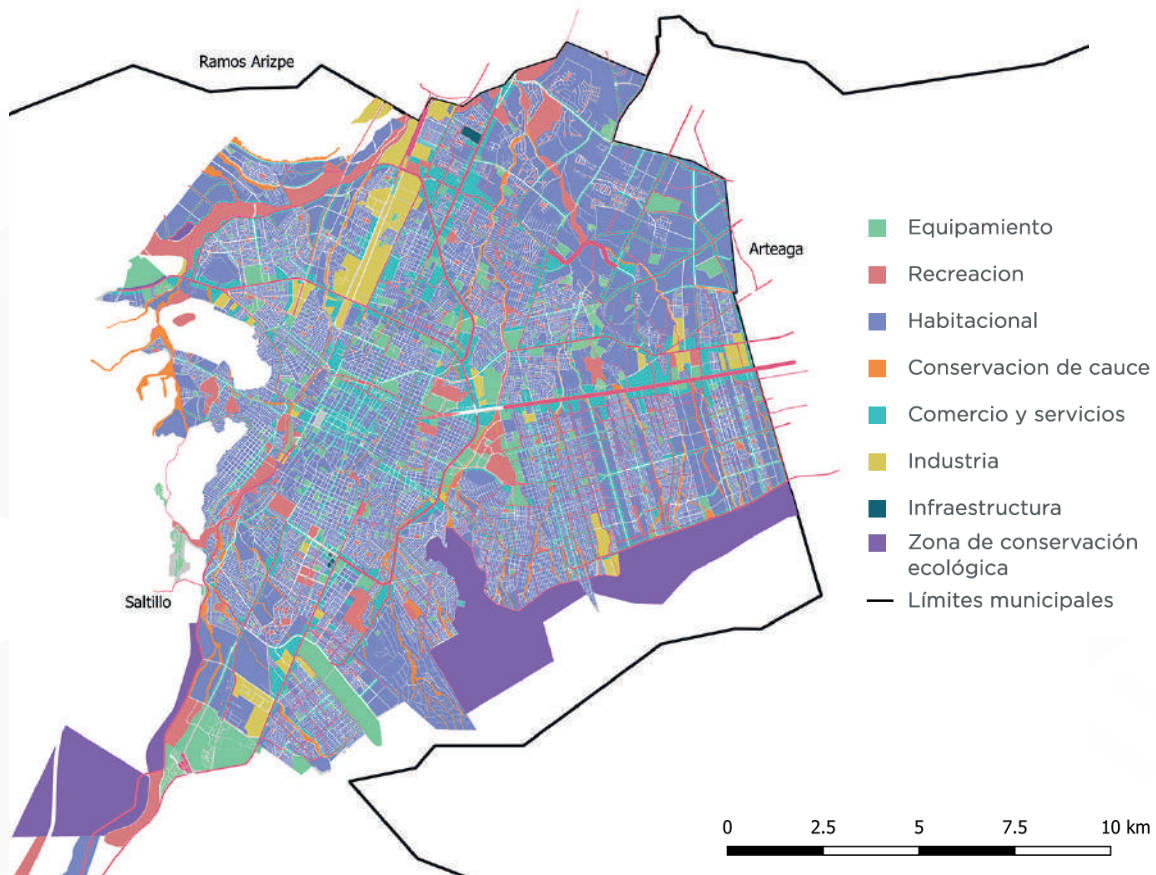 Ramos Arizpe
Arteaga
Saltillo
Equipamiento
Recreacion
Habitacional
Conservacion de cauce
Comercio y servicios
Industria
Infraestructura
Zona de conservación
ecológica
Límites municipales
0 2.5 5 7.5 10 km